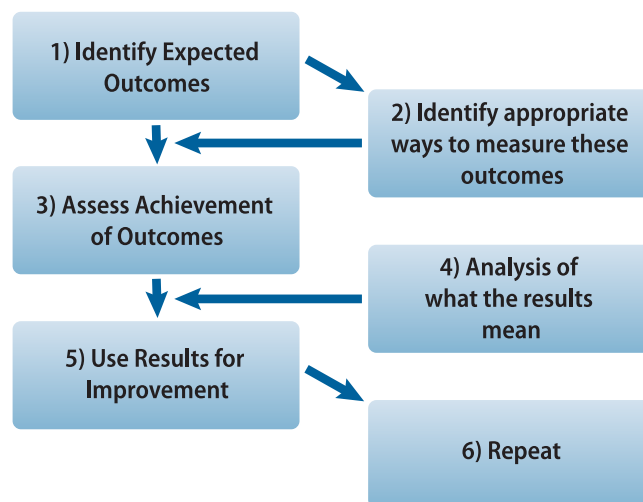 1) Identify Expected
Outcomes
2) Identify appropriate
ways to measure these
outcomes
3) Assess Achievement
of Outcomes
4) Analysis of
what the results
mean
5) Use Results for
Improvement
6) Repeat